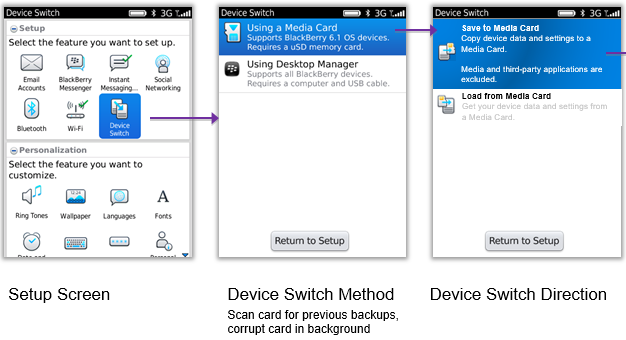 Device Switch 3G
Setup
Select the feature you want to set up.
Email Accounts
BlackBerry Messenger
Instant Messaging...
Social Networking
Bluetooth
Wi-Fi
Device Switch
Personalization
Select the feature you want to
customize.
Ring Tones
Wallpaper
Languages
A
Fonts
12:24
Setup Screen
Device Switch 3G
Using a Media Card
Supports BlackBerry 6.1 OS devices.
Requires a uSD memory card.
Using Desktop Manager
Supports all BlackBerry devices.
Requires a computer and USB cable.
Return to Setup
Device Switch Method
Scan card for previous backups,
corrupt card in background
Device Switch 3G
Save to Media Card
Copy device data and settings to a
Media Card.
Media and third-party applications are
excluded.
Load from Media Card
Get your device data and settings from
a Media Card.
Return to Setup
Device Switch Direction